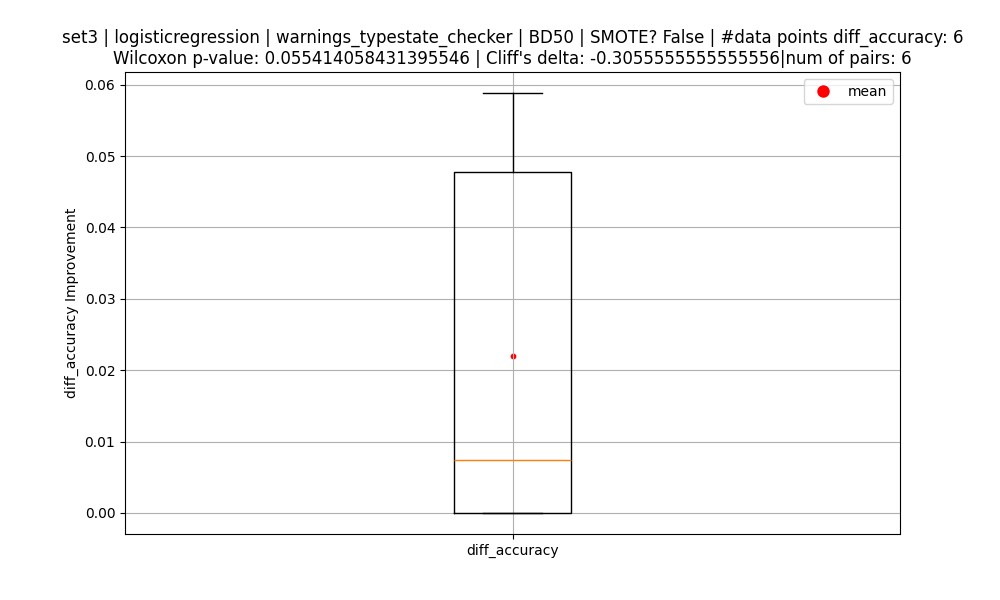 set3 | logisticregression | warnings_typestate_checker | BD50 | SMOTE? False | #data points diff_accuracy: 6
Wilcoxon p-value: 0.055414058431395546 | Cliff's delta: -0.3055555555555556|num of pairs: 6
mean
0.06
0.05
0.04
0.03
0.02
0.01
0.00
diff_accuracy Improvement
diff_accuracy